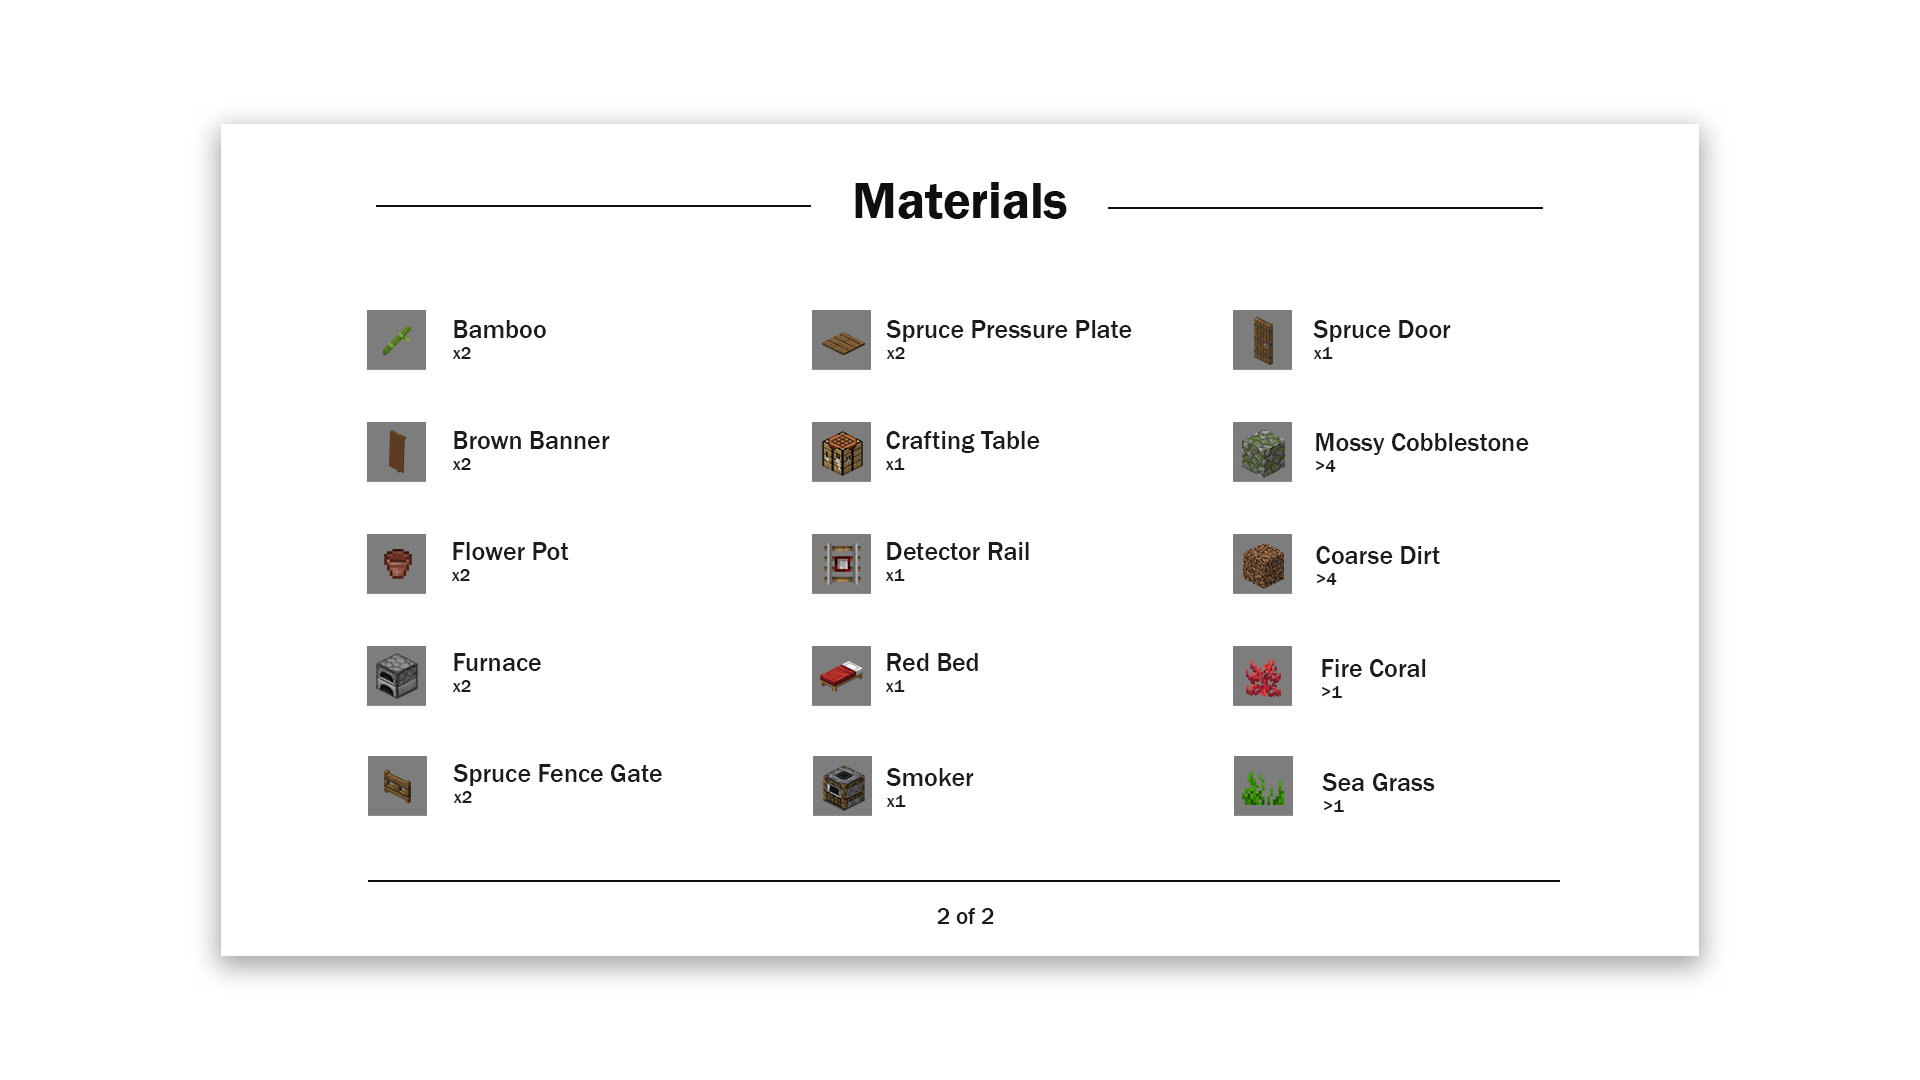 Materials
Bamboo
x2
Brown Banner
x2
Flower Pot
x2
Furnace
x2
Spruce Fence Gate
x2
Spruce Pressure Plate
x2
Crafting Table
x1
Detector Rail
x1
Red Bed
x1
Smoker
x1
Spruce Door
x1
Mossy Cobblestone
>4
Coarse Dirt
>4
Fire Coral
>1
Sea Grass
>1
2 of 2